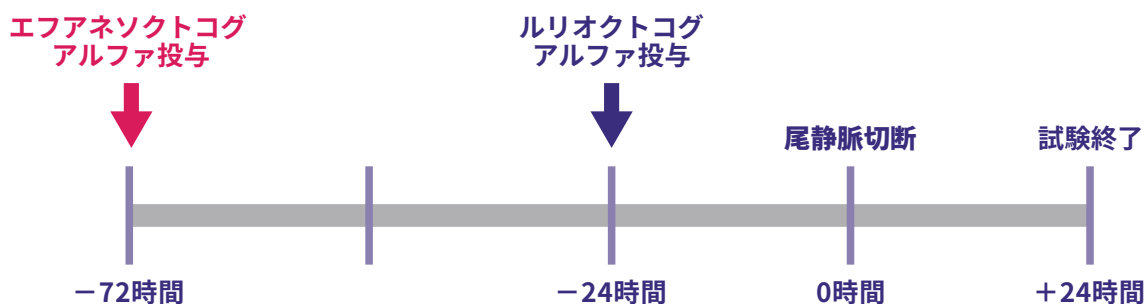 エフアネソクトコグ
アルファ投与
ルリオクトコグ
アルファ投与
尾静脈切断
試験終了
－72時間
－24時間
0時間
＋24時間